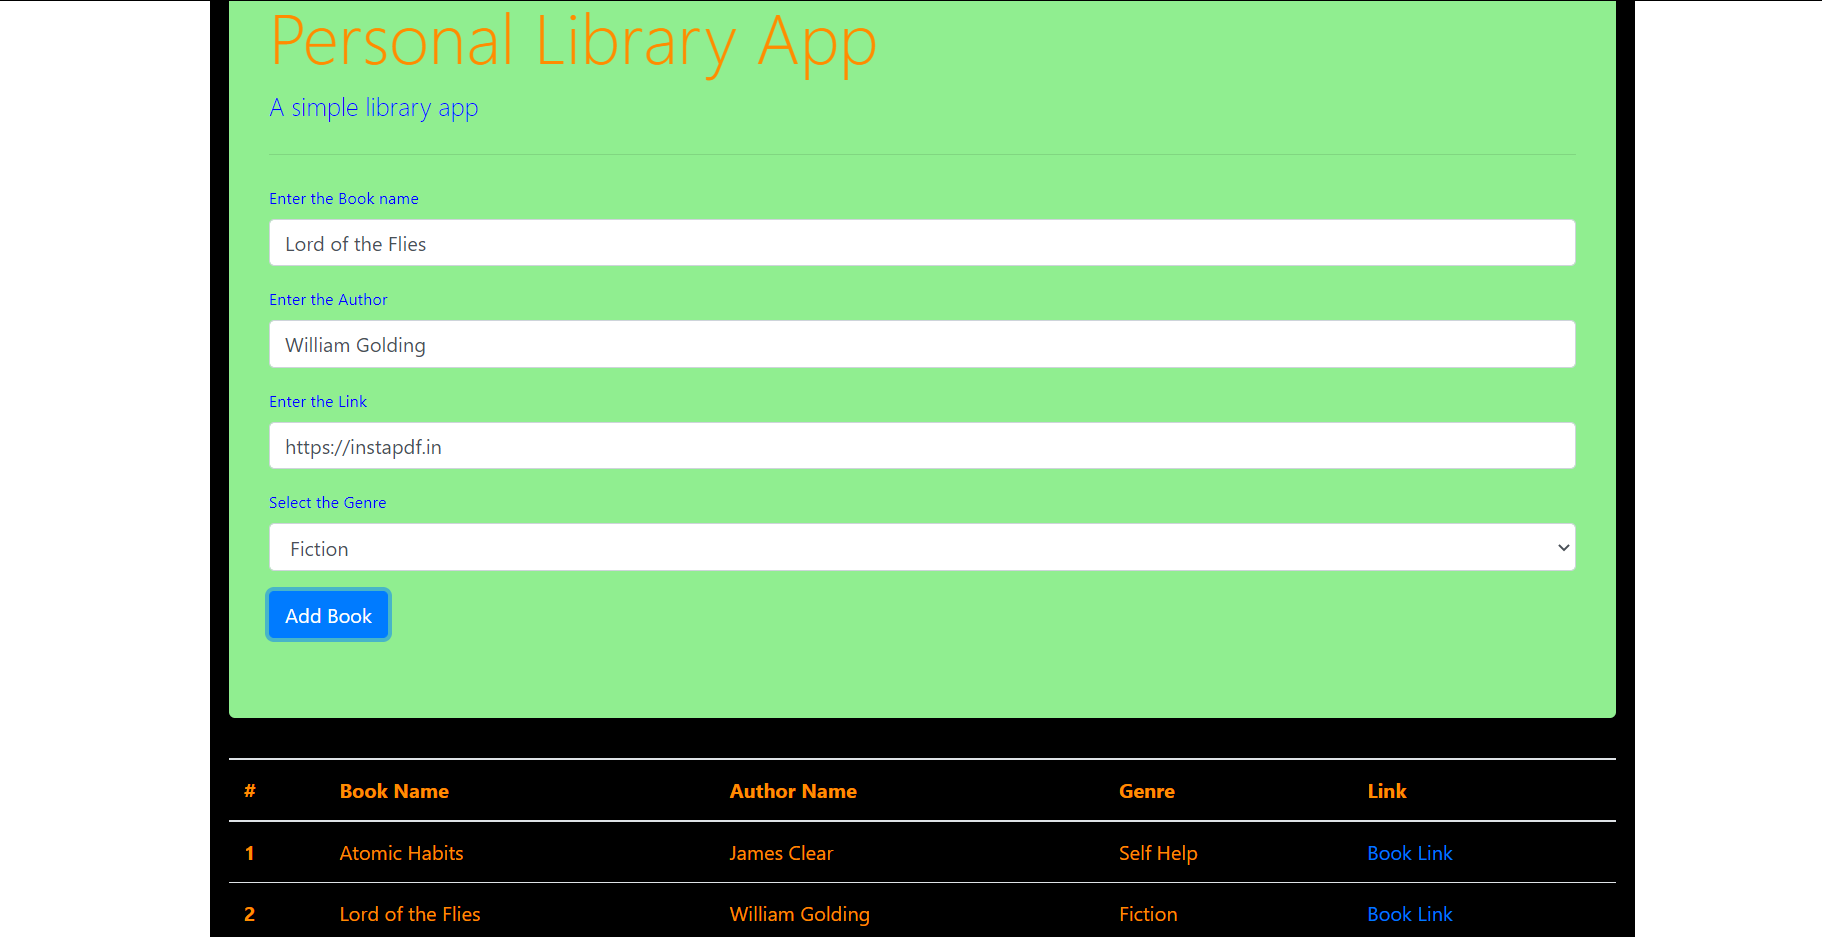 Personal Library App
A simple library app
Enter the Book name
Lord of the Flies
Enter the Author
William Golding
Enter the Link
https://instapdf.in
Select the Genre
Fiction
Add Book
# Book Name Author Name Genre Link
1 Atomic Habits James Clear Self Help Book Link
2 Lord of the Flies William Golding Fiction Book Link